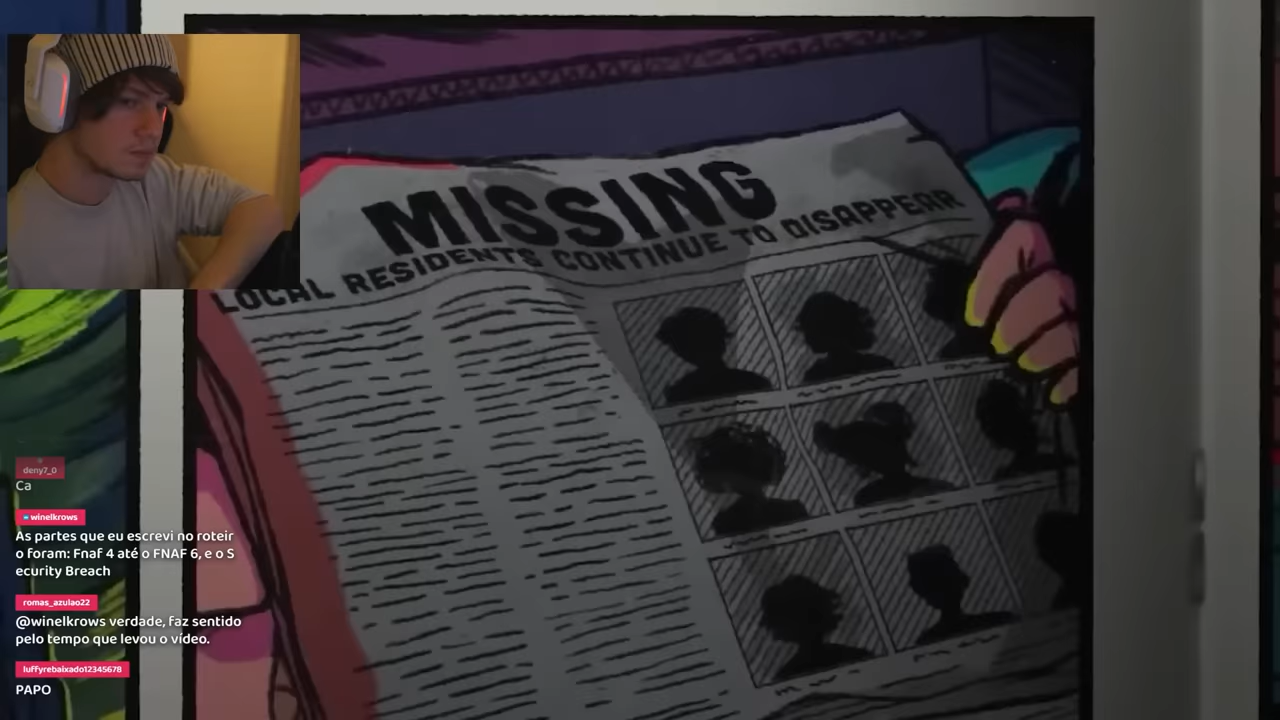 MISSING
LOCAL RESIDENTS CONTINUE TO DISAPPEAR
deny7_0
Ca
winelkrows
As partes que eu escrevi no roteir
o foram: Fnaf 4 até o FNAF 6, e o S
ecurity Breach
romas_azulao22
@winelkrows verdade, faz sentido
pelo tempo que levou o vídeo.
luffyrebaixado12345678
PAPO